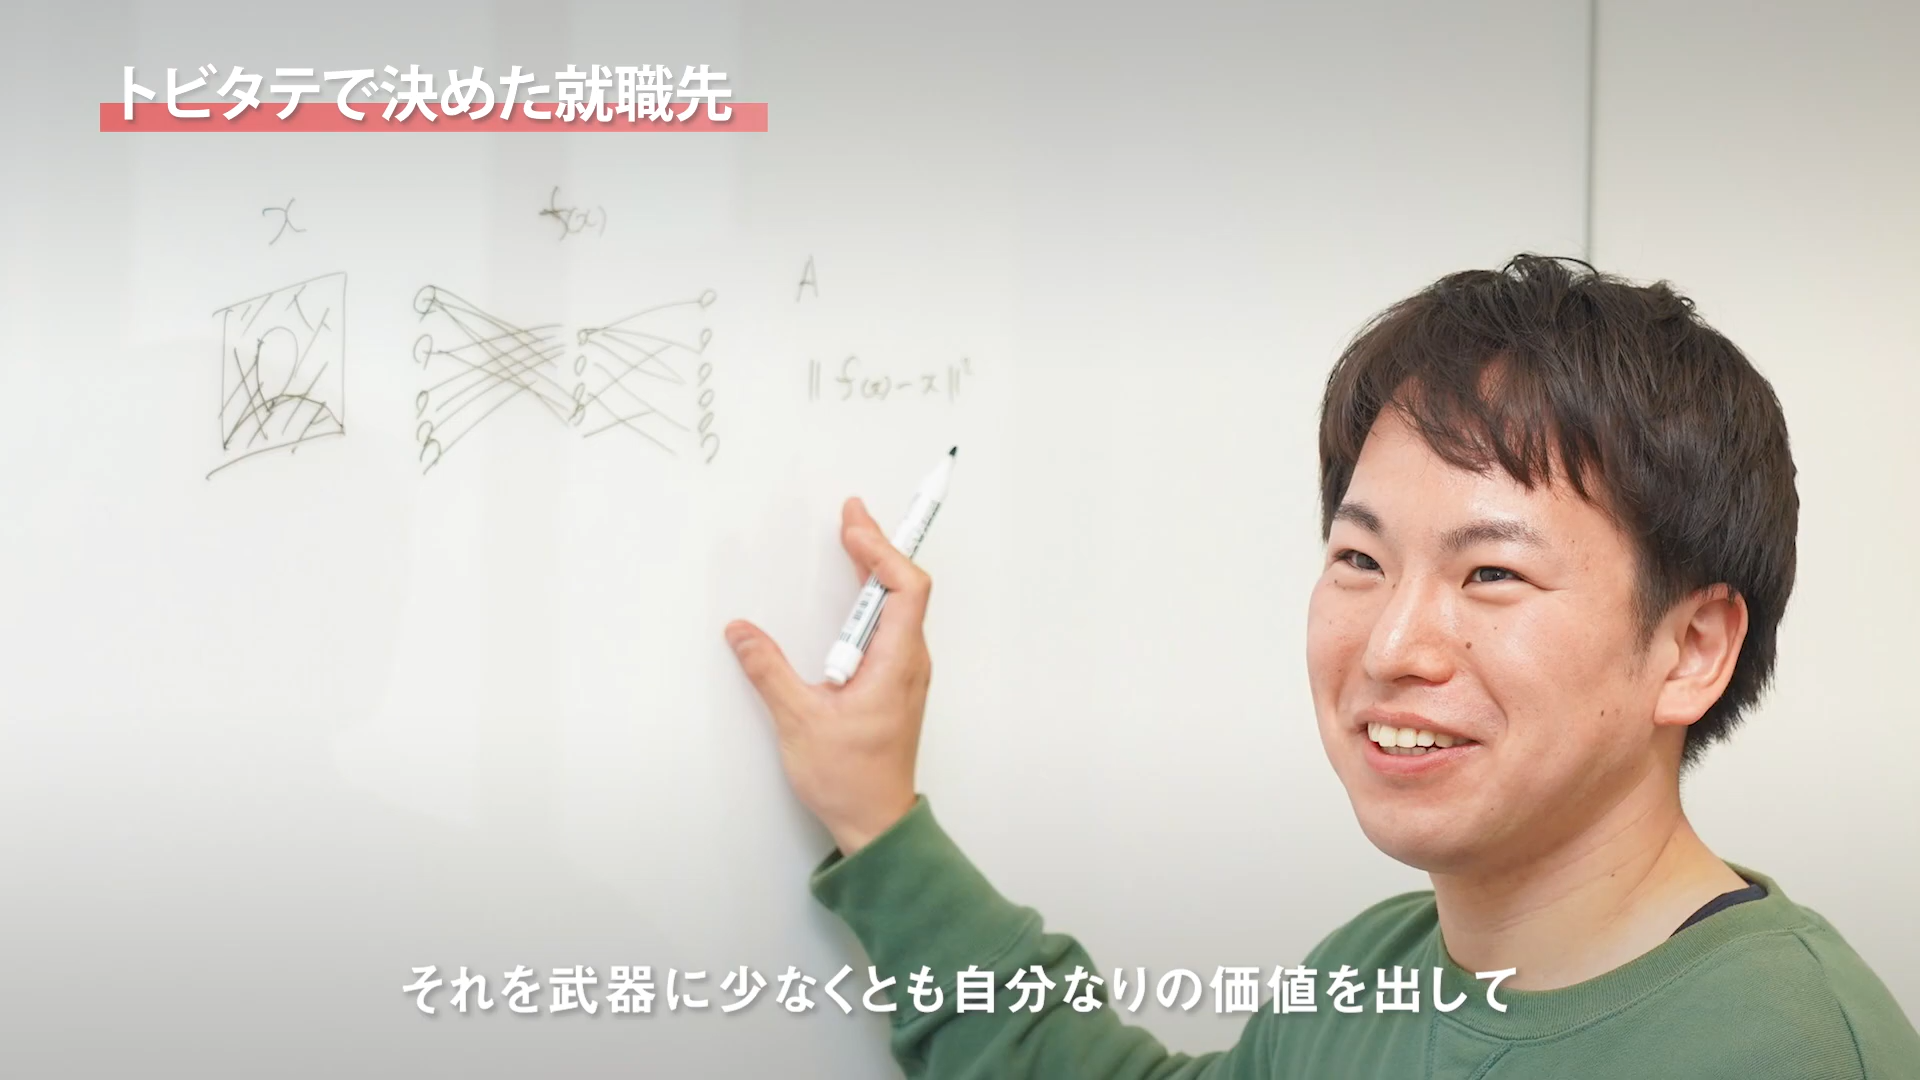 トビタテで決めた就職先
x
f(x)
A
|| f(x) - x ||²
それを武器に少なくとも自分なりの価値を出して